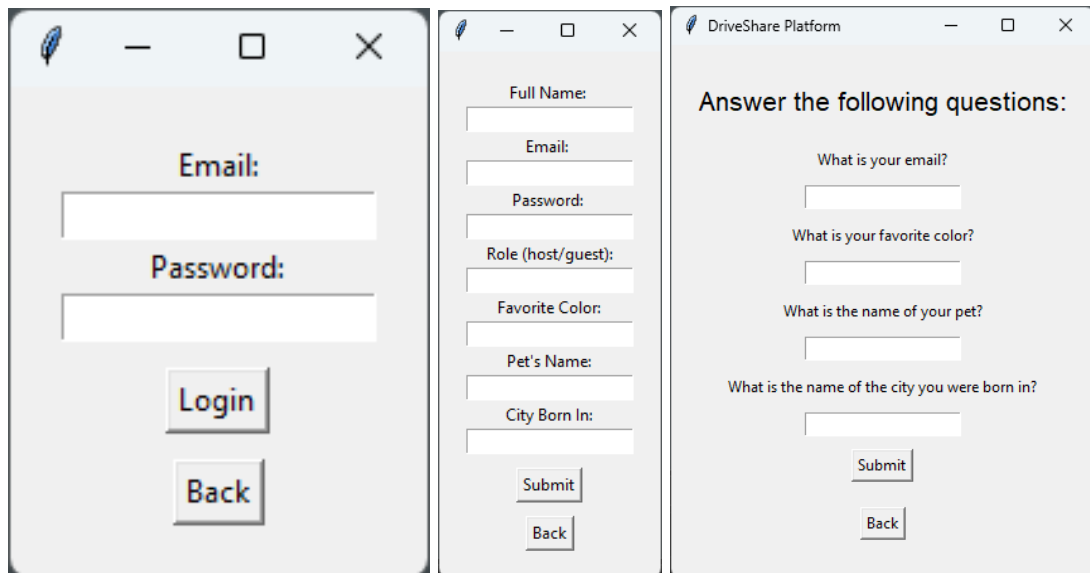 Email:
Password:
Login
Back
Full Name:
Email:
Password:
Role (host/guest):
Favorite Color:
Pet's Name:
City Born In:
Submit
Back
DriveShare Platform
Answer the following questions:
What is your email?
What is your favorite color?
What is the name of your pet?
What is the name of the city you were born in?
Submit
Back